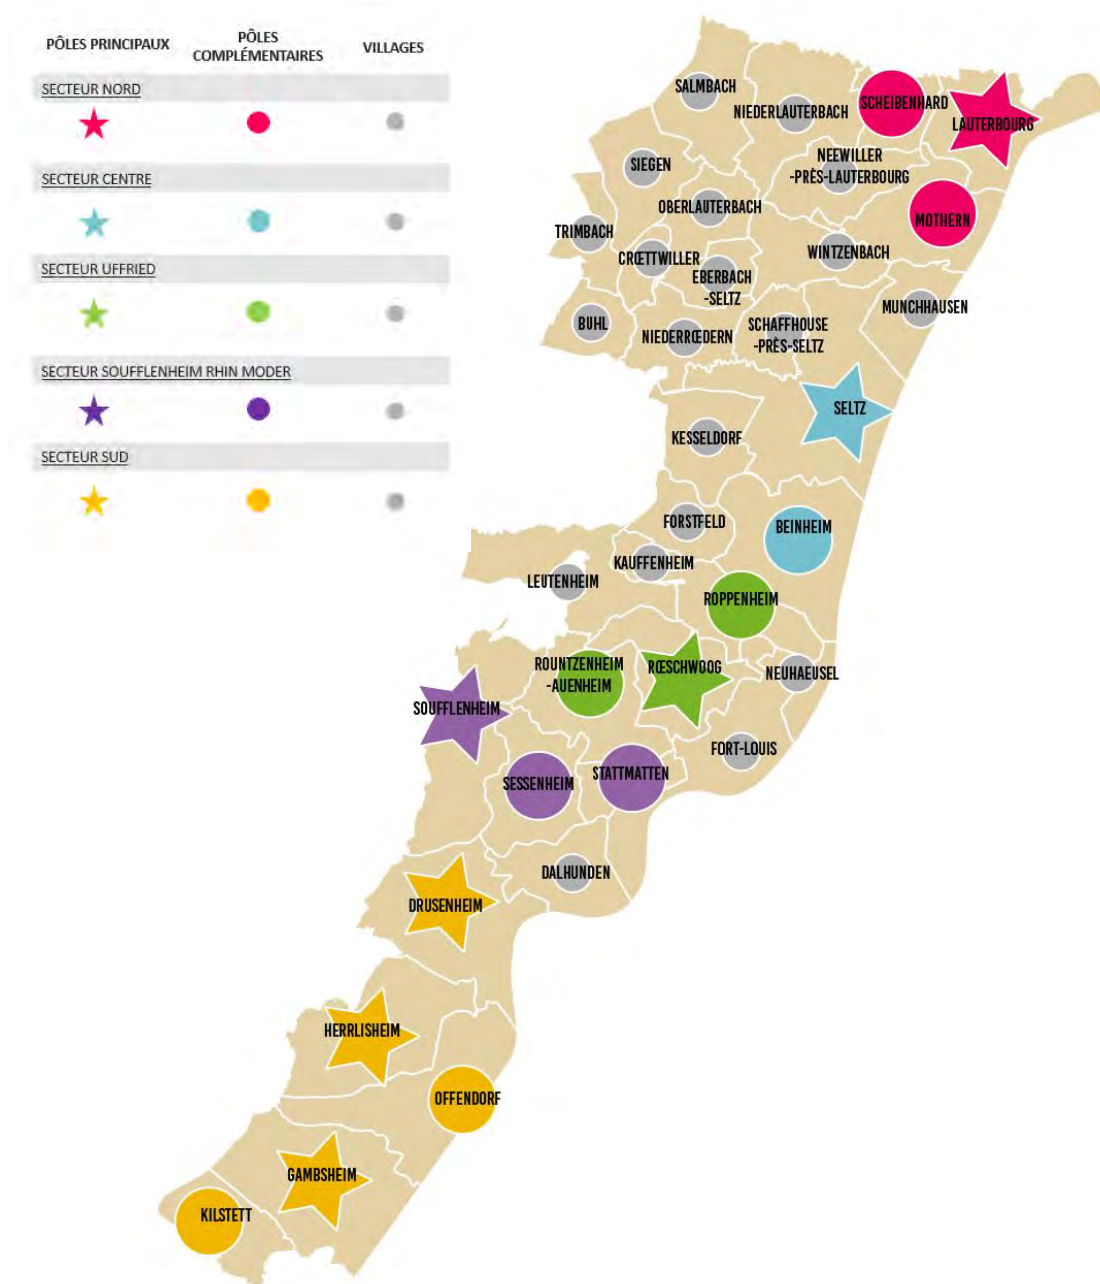 PÔLES PRINCIPAUX
PÔLES
COMPLÉMENTAIRES
VILLAGES
SECTEUR NORD
SECTEUR CENTRE
SECTEUR UFFRIED
SECTEUR SOUFFLENHEIM RHIN MODER
SECTEUR SUD
SALMBACH
NIEDERLAUTERBACH
SCHEIBENHARD
LAUTERBOURG
SIEGEN
NEEWILLER
-PRÈS-LAUTERBOURG
OBERLAUTERBACH
MOTHERN
TRIMBACH
CRŒTTWILLER
EBERBACH
-SELTZ
WINTZENBACH
MUNCHHAUSEN
BUHL
NIEDERRŒDERN
SCHAFFHOUSE
-PRÈS-SELTZ
SELTZ
KESSELDORF
FORSTFELD
BEINHEIM
KAUFFENHEIM
LEUTENHEIM
ROPPENHEIM
ROUNTZENHEIM
-AUENHEIM
RŒSCHWOOG
NEUHAEUSEL
SOUFFLENHEIM
FORT-LOUIS
SESSENHEIM
STATTMATTEN
DALHUNDEN
DRUSENHEIM
HERRLISHEIM
OFFENDORF
GAMBSHEIM
KILSTETT